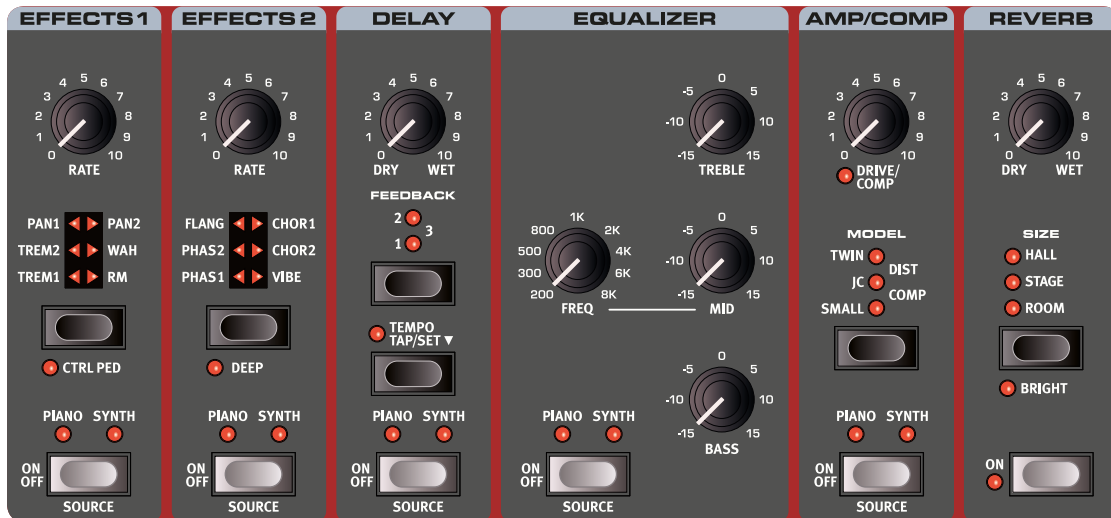 EFFECTS 1
4 5 6
3 7
2 8
1 9
0 10
RATE
PAN1 PAN2
TREM2 WAH
TREM1 RM
CTRL PED
PIANO SYNTH
ON
OFF
SOURCE
EFFECTS 2
4 5 6
3 7
2 8
1 9
0 10
RATE
FLANG CHOR1
PHAS2 CHOR2
PHAS1 VIBE
DEEP
PIANO SYNTH
ON
OFF
SOURCE
DELAY
4 5 6
3 7
2 8
1 9
0 10
DRY WET
FEEDBACK
2
3
1
TEMPO
TAP/SET ▼
PIANO SYNTH
ON
OFF
SOURCE
EQUALIZER
0
-5 5
-10 10
-15 15
TREBLE
1K
800 2K
500 4K
300 6K
200 8K
FREQ
0
-5 5
-10 10
-15 15
MID
0
-5 5
-10 10
-15 15
BASS
PIANO SYNTH
ON
OFF
SOURCE
AMP/COMP
4 5 6
3 7
2 8
1 9
0 10
DRIVE/
COMP
MODEL
TWIN
DIST
JC
COMP
SMALL
PIANO SYNTH
ON
OFF
SOURCE
REVERB
4 5 6
3 7
2 8
1 9
0 10
DRY WET
SIZE
HALL
STAGE
ROOM
BRIGHT
ON